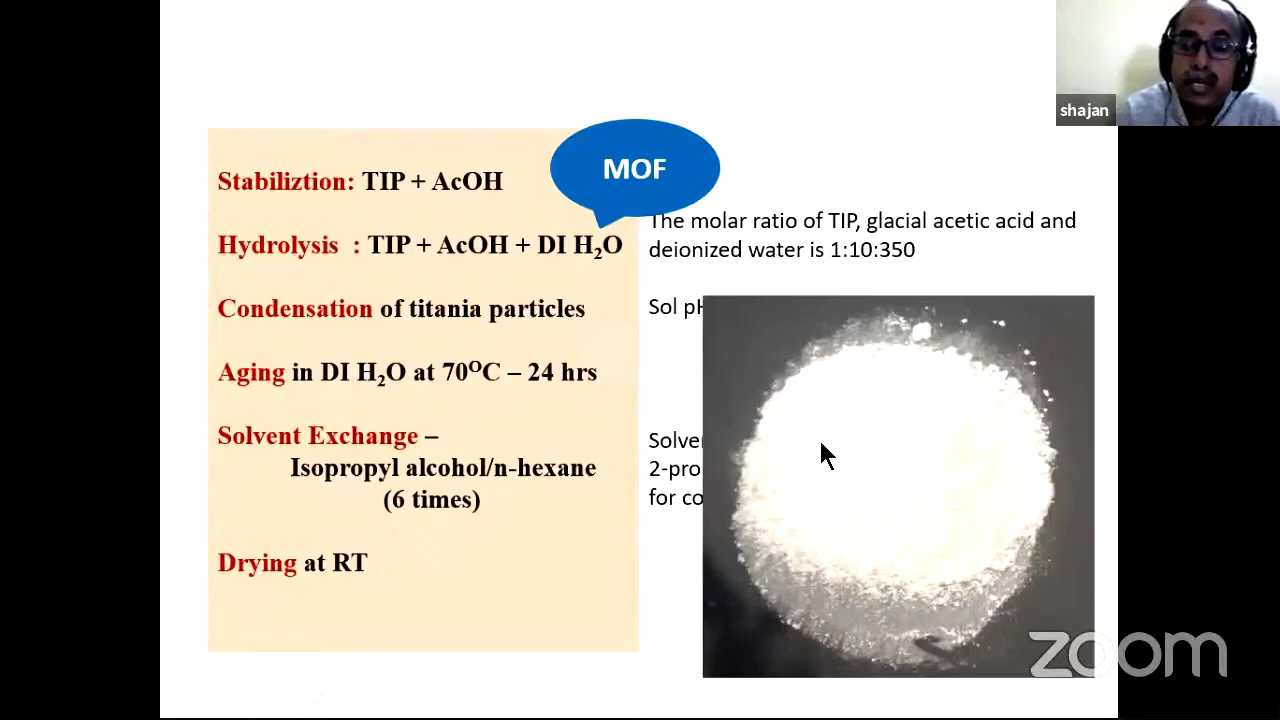 shajan
MOF
Stabiliztion: TIP + AcOH
Hydrolysis : TIP + AcOH + DI H₂O
Condensation of titania particles
Aging in DI H₂O at 70ᴼC – 24 hrs
Solvent Exchange –
Isopropyl alcohol/n-hexane
(6 times)
Drying at RT
The molar ratio of TIP, glacial acetic acid and
deionized water is 1:10:350
Sol
2-pro
for co
zoom